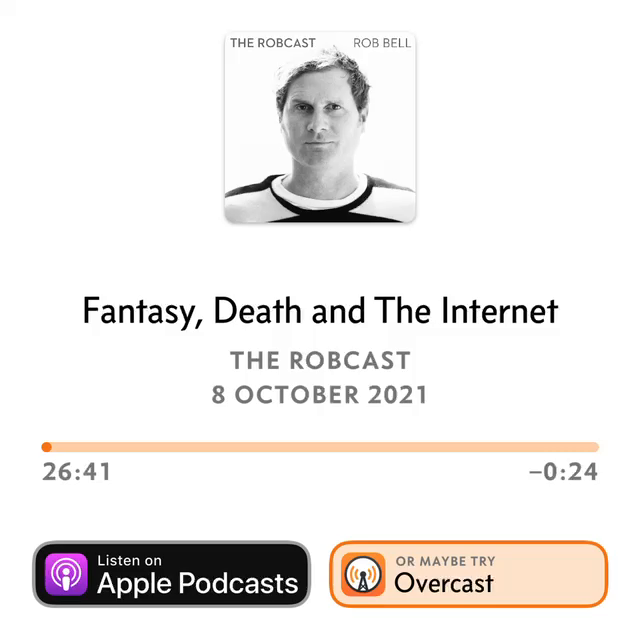 THE ROBCAST ROB BELL
Fantasy, Death and The Internet
THE ROBCAST
8 OCTOBER 2021
26:41 –0:24
Listen on
Apple Podcasts
OR MAYBE TRY
Overcast